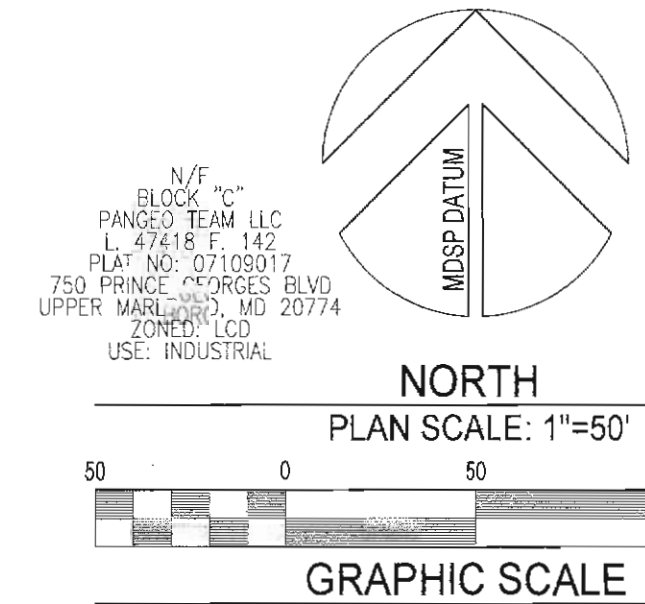 N/F
BLOCK "C"
PANGEO TEAM LLC
L. 47418 F. 142
PLAT NO: 07109017
750 PRINCE GEORGES BLVD
UPPER MD 20774
ZONED: LCD
USE: INDUSTRIAL
MDSP DATUM
NORTH
PLAN SCALE: 1"=50'
50 0 50
GRAPHIC SCALE